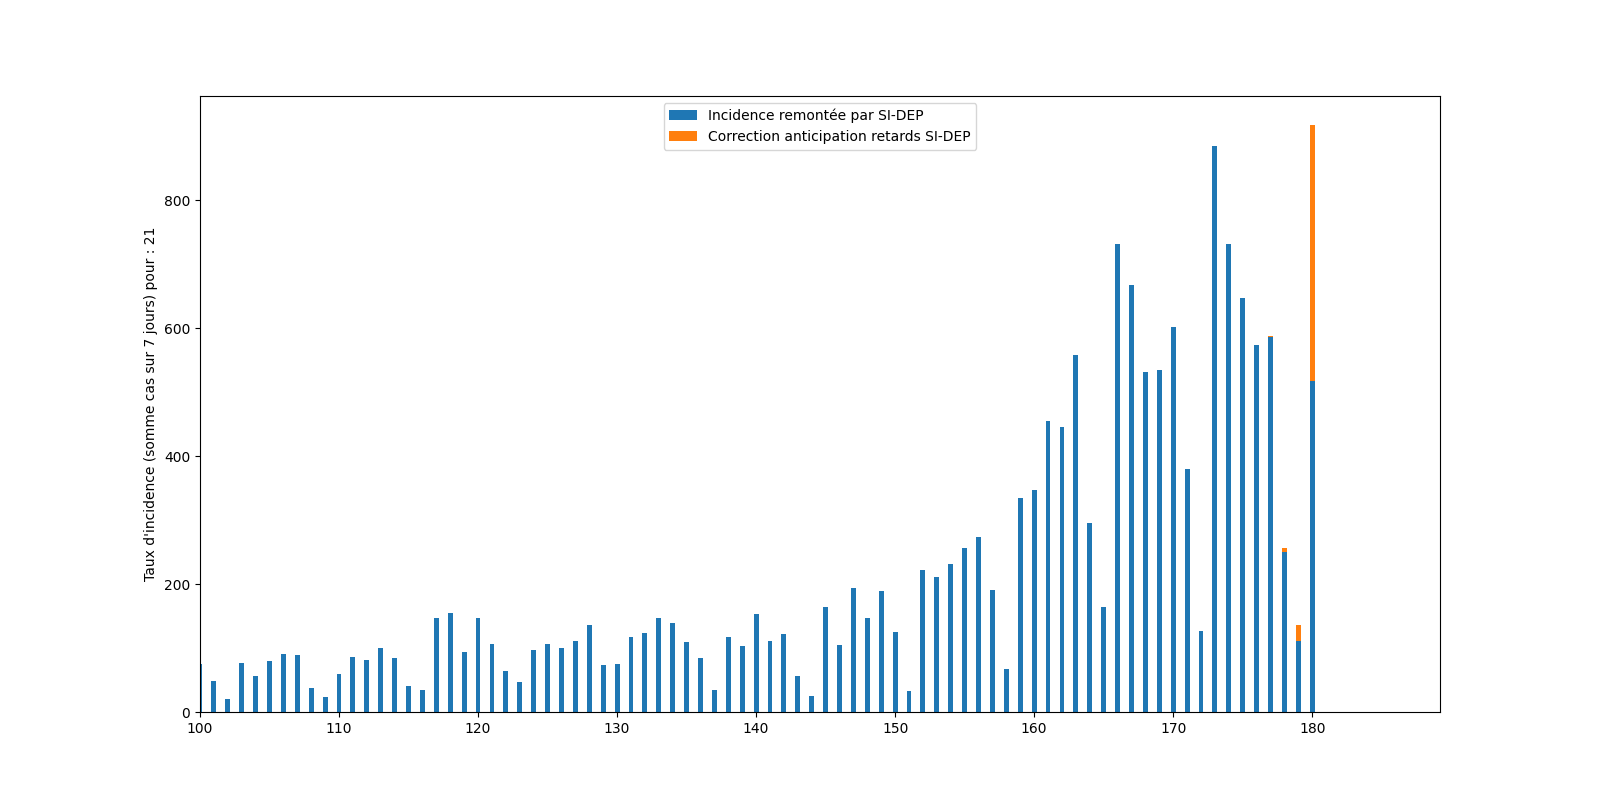 Incidence remontée par SI-DEP
Correction anticipation retards SI-DEP
Taux d'incidence (somme cas sur 7 jours) pour : 21
800
600
400
200
0
100 110 120 130 140 150 160 170 180